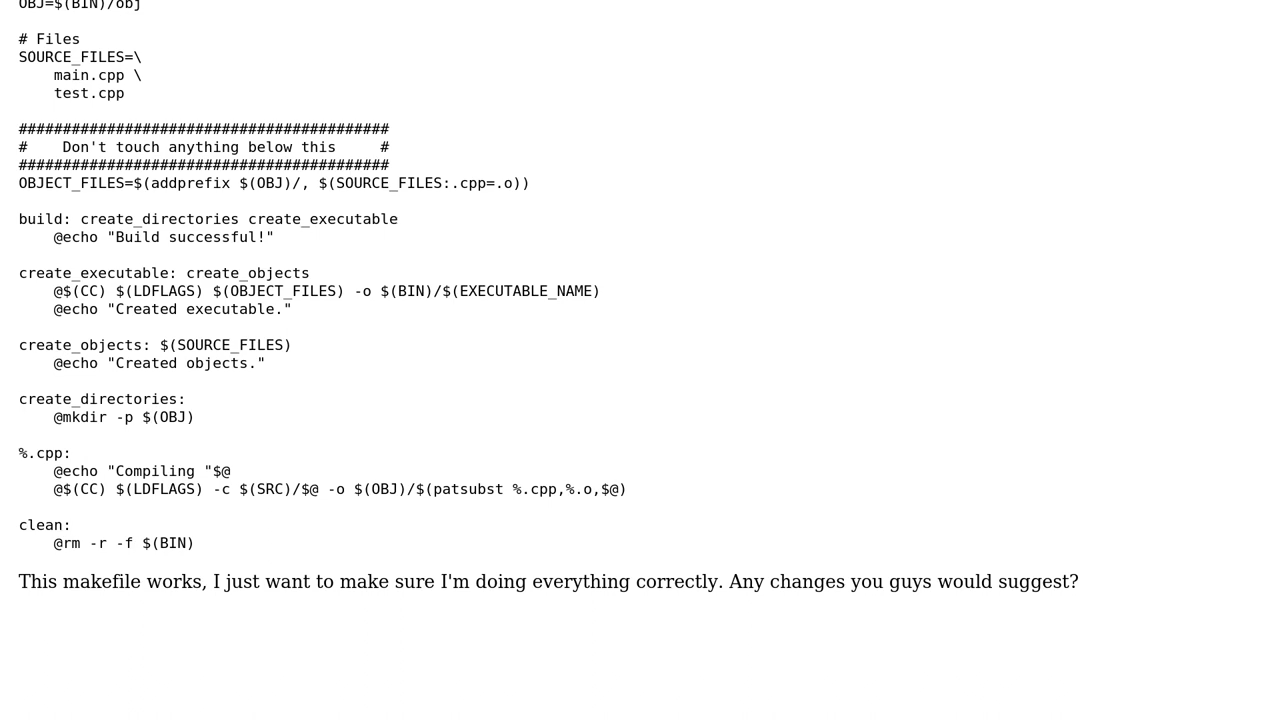 OBJ=$(BIN)/obj
# Files
SOURCE_FILES=\
    main.cpp \
    test.cpp
##########################################
#    Don't touch anything below this     #
##########################################
OBJECT_FILES=$(addprefix $(OBJ)/, $(SOURCE_FILES:.cpp=.o))
build: create_directories create_executable
    @echo "Build successful!"
create_executable: create_objects
    @$(CC) $(LDFLAGS) $(OBJECT_FILES) -o $(BIN)/$(EXECUTABLE_NAME)
    @echo "Created executable."
create_objects: $(SOURCE_FILES)
    @echo "Created objects."
create_directories:
    @mkdir -p $(OBJ)
%.cpp:
    @echo "Compiling "$@
    @$(CC) $(LDFLAGS) -c $(SRC)/$@ -o $(OBJ)/$(patsubst %.cpp,%.o,$@)
clean:
    @rm -r -f $(BIN)
This makefile works, I just want to make sure I'm doing everything correctly. Any changes you guys would suggest?